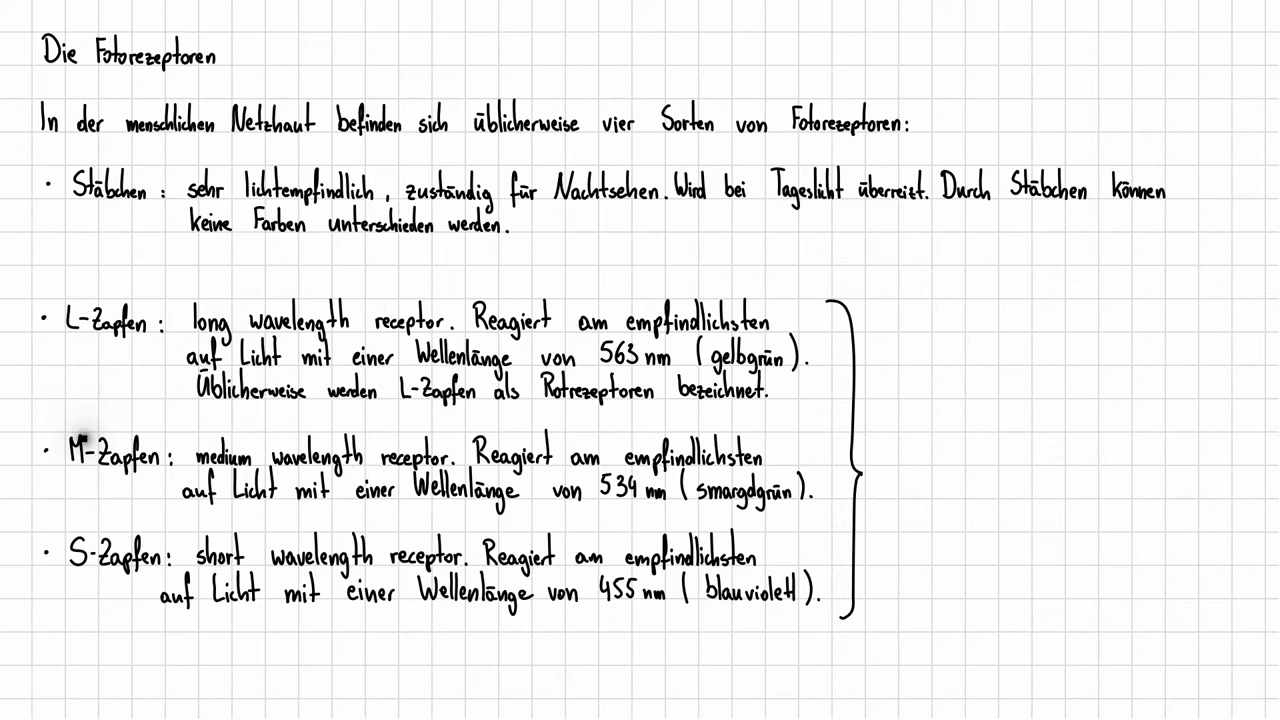 Die Fotorezeptoren
In der menschlichen Netzhaut befinden sich üblicherweise vier Sorten von Fotorezeptoren:
· Stäbchen: sehr lichtempfindlich, zuständig für Nachtsehen. Wird bei Tageslicht überreizt. Durch Stäbchen können
keine Farben unterschieden werden.
· L-Zapfen: long wavelength receptor. Reagiert am empfindlichsten
auf Licht mit einer Wellenlänge von 563 nm (gelbgrün).
Üblicherweise werden L-Zapfen als Rotrezeptoren bezeichnet.
· M-Zapfen: medium wavelength receptor. Reagiert am empfindlichsten
auf Licht mit einer Wellenlänge von 534 nm (smargdgrün).
· S-Zapfen: short wavelength receptor. Reagiert am empfindlichsten
auf Licht mit einer Wellenlänge von 455 nm (blauviolett).